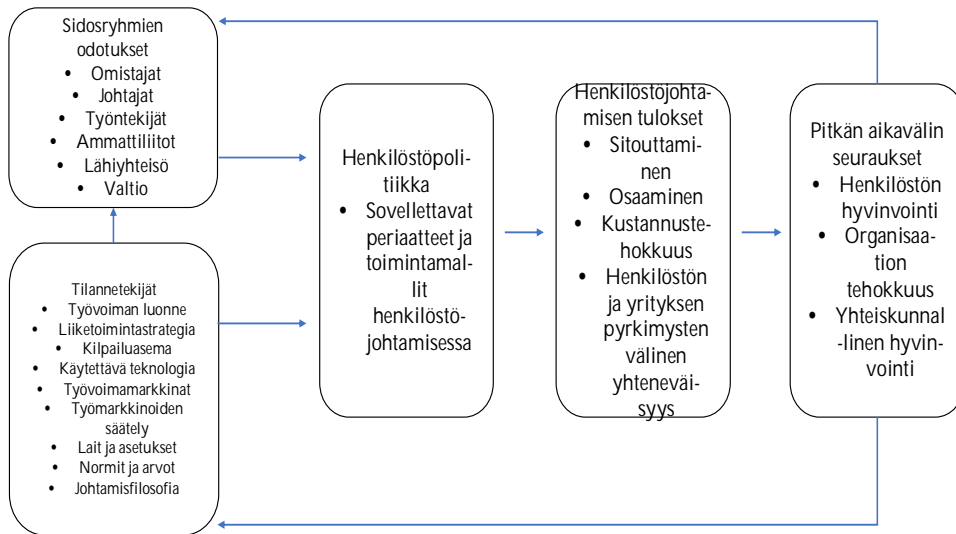 Sidosryhmien
odotukset
• Omistajat
• Johtajat
• Työntekijät
• Ammattiliitot
• Lähiyhteisö
• Valtio
Tilannetekijät
• Työvoiman luonne
• Liiketoimintastrategia
• Kilpailuasema
• Käytettävä teknologia
• Työvoimamarkkinat
• Työmarkkinoiden
säätely
• Lait ja asetukset
• Normit ja arvot
• Johtamisfilosofia
Henkilöstöpoli-
tiikka
• Sovellettavat
periaatteet ja
toimintamal-
lit
henkilöstö-
johtamisessa
Henkilöstöjohta-
misen tulokset
• Sitouttami-
nen
• Osaaminen
• Kustannuste-
hokkuus
• Henkilöstön
ja yrityksen
pyrkimysten
välinen
yhteneväi-
syys
Pitkän aikavälin
seuraukset
• Henkilöstön
hyvinvointi
• Organisaa-
tion
tehokkuus
• Yhteiskunnal
-linen hyvin-
vointi